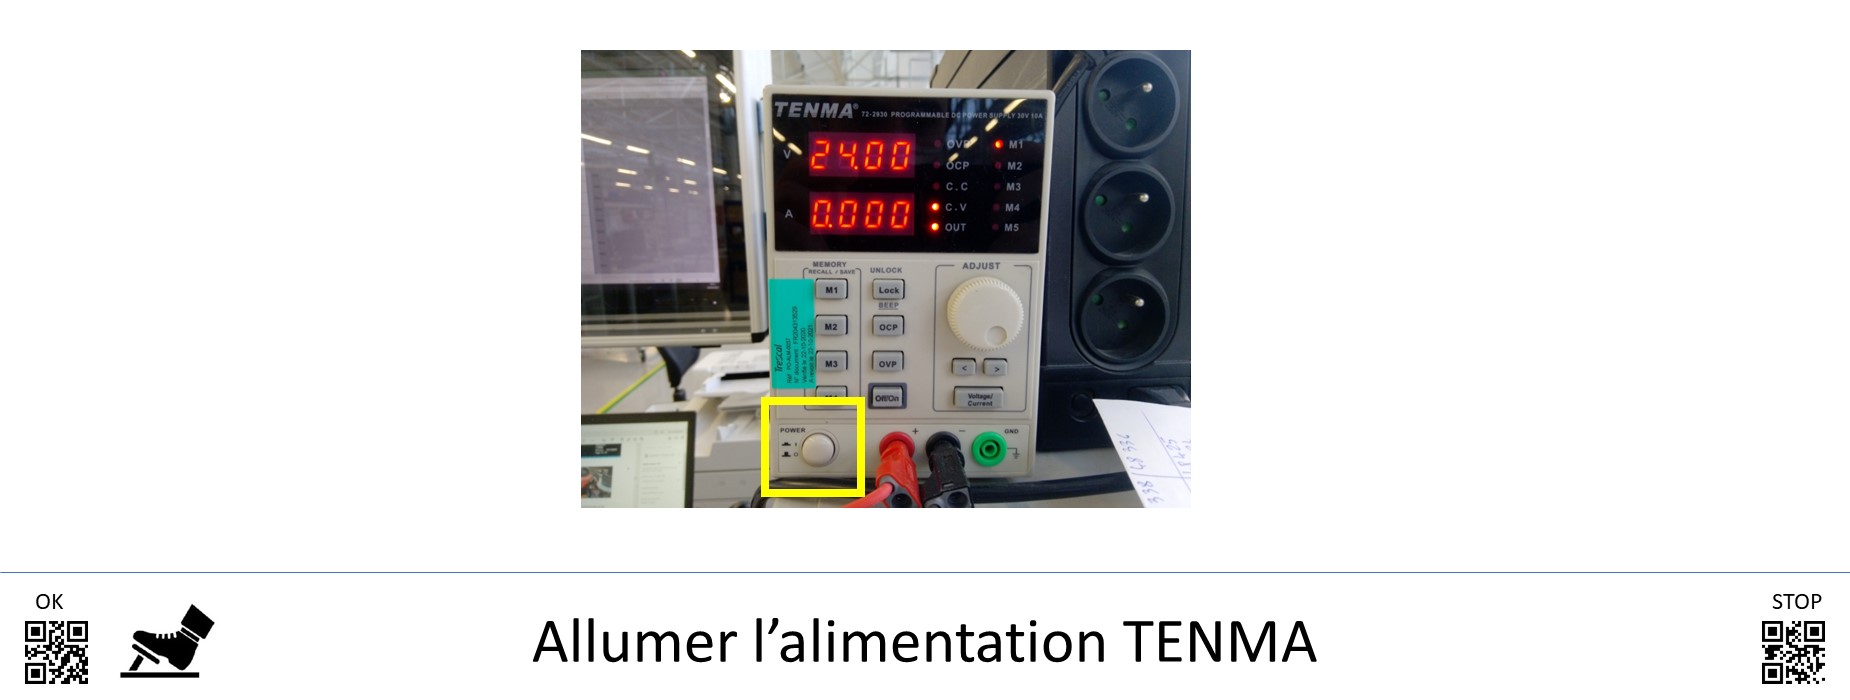 TENMA® 72-2930 PROGRAMMABLE DC POWER SUPPLY 30V 10A
V 24.00
OVP M1
OCP M2
C.C M3
A 0.000
C.V M4
OUT M5
MEMORY
RECALL / SAVE
UNLOCK
ADJUST
M1 Lock
BEEP
M2 OCP
M3 OVP
< >
Off/On
Voltage/
Current
Trescal
POWER
I
O
+ − GND
OK
STOP
Allumer l’alimentation TENMA